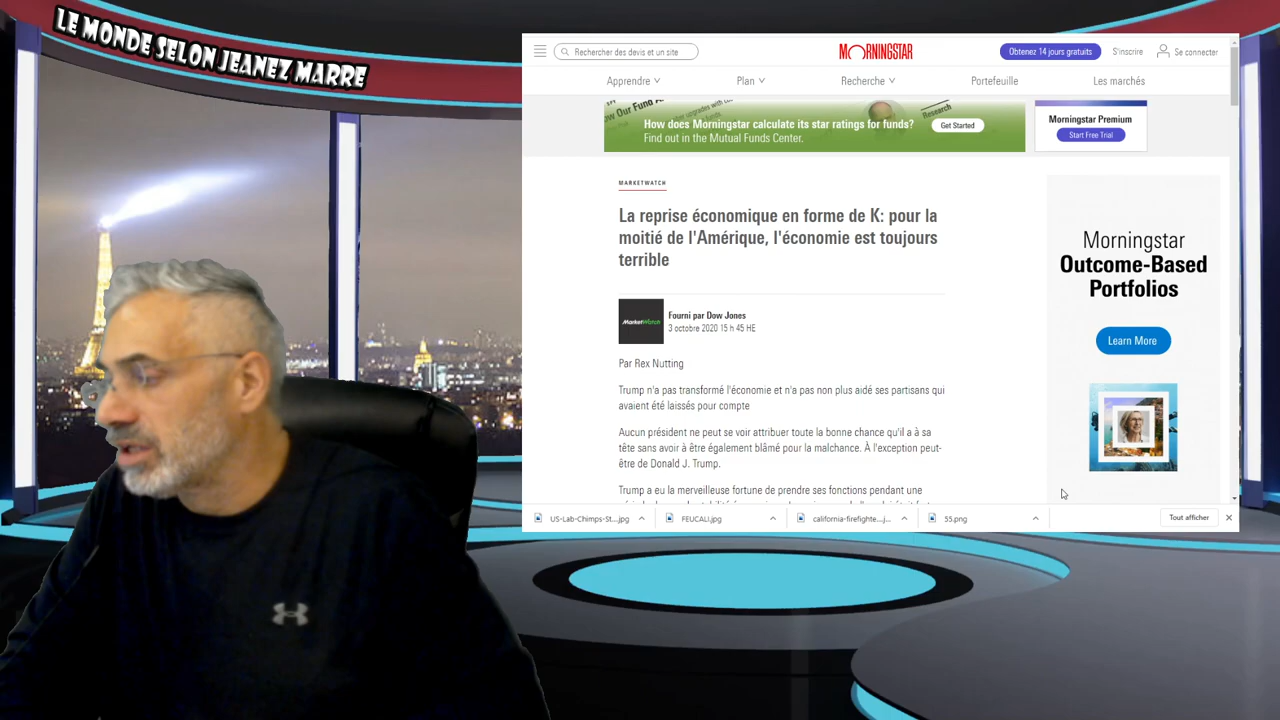 LE MONDE SELON JEANEZ MARRE
Rechercher des devis et un site
MORNINGSTAR
Obtenez 14 jours gratuits
S'inscrire
Se connecter
Apprendre
Plan
Recherche
Portefeuille
Les marchés
How does Morningstar calculate its star ratings for funds?
Find out in the Mutual Funds Center.
Research
Get Started
Morningstar Premium
Start Free Trial
MARKETWATCH
La reprise économique en forme de K: pour la
moitié de l'Amérique, l'économie est toujours
terrible
MarketWatch
Fourni par Dow Jones
3 octobre 2020 15 h 45 HE
Par Rex Nutting
Trump n'a pas transformé l'économie et n'a pas non plus aidé ses partisans qui
avaient été laissés pour compte
Aucun président ne peut se voir attribuer toute la bonne chance qu'il a à sa
tête sans avoir à être également blâmé pour la malchance. À l'exception peut-
être de Donald J. Trump.
Trump a eu la merveilleuse fortune de prendre ses fonctions pendant une
Morningstar
Outcome-Based
Portfolios
Learn More
US-Lab-Chimps-St....jpg
FEUCALI.jpg
california-firefighte....j...
55.png
Tout afficher